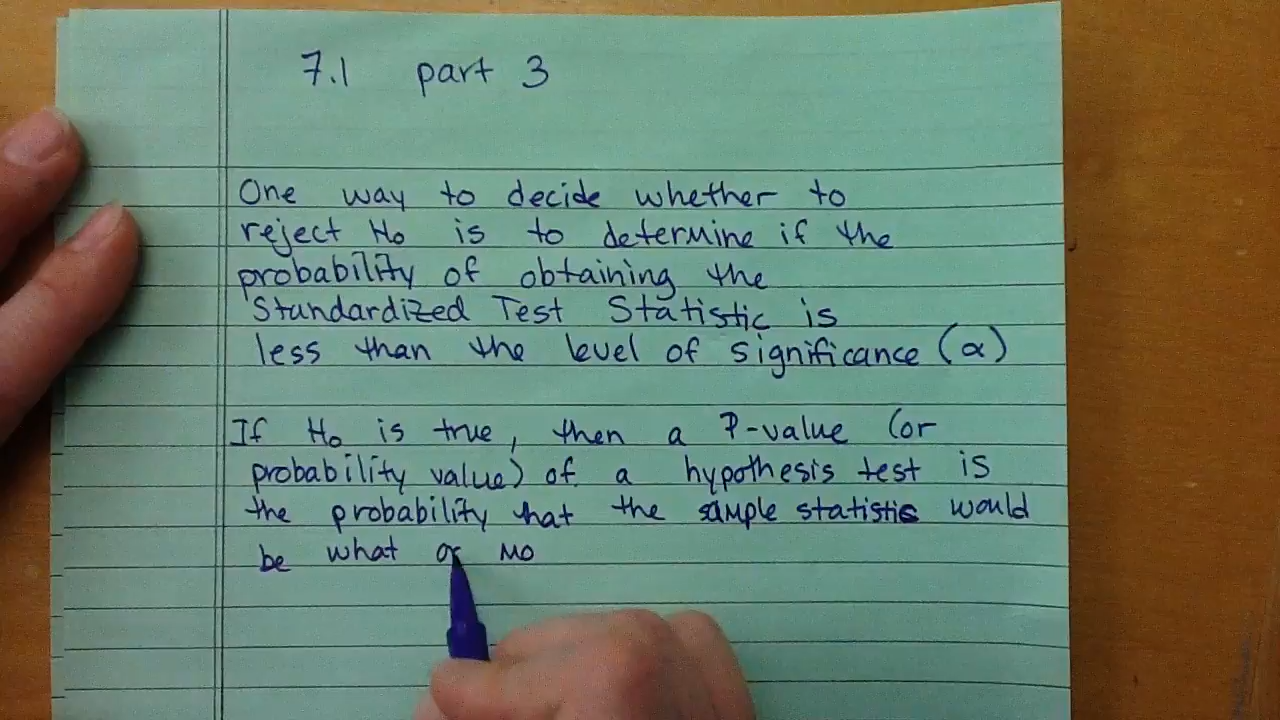 7.1 part 3
One way to decide whether to
reject H₀ is to determine if the
probability of obtaining the
Standardized Test Statistic is
less than the level of significance (α)
If H₀ is true, then a P-value (or
probability value) of a hypothesis test is
the probability that the sample statistic would
be what or mo